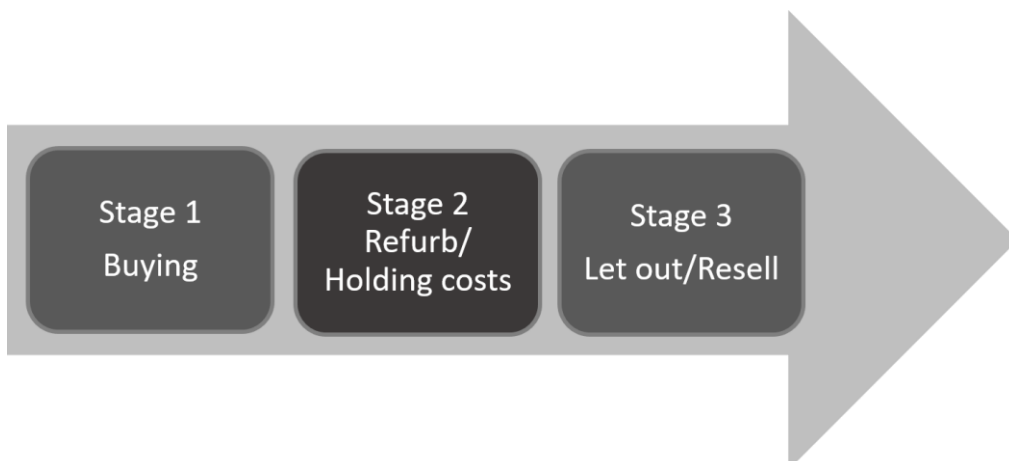 Stage 1
Buying
Stage 2
Refurb/
Holding costs
Stage 3
Let out/Resell